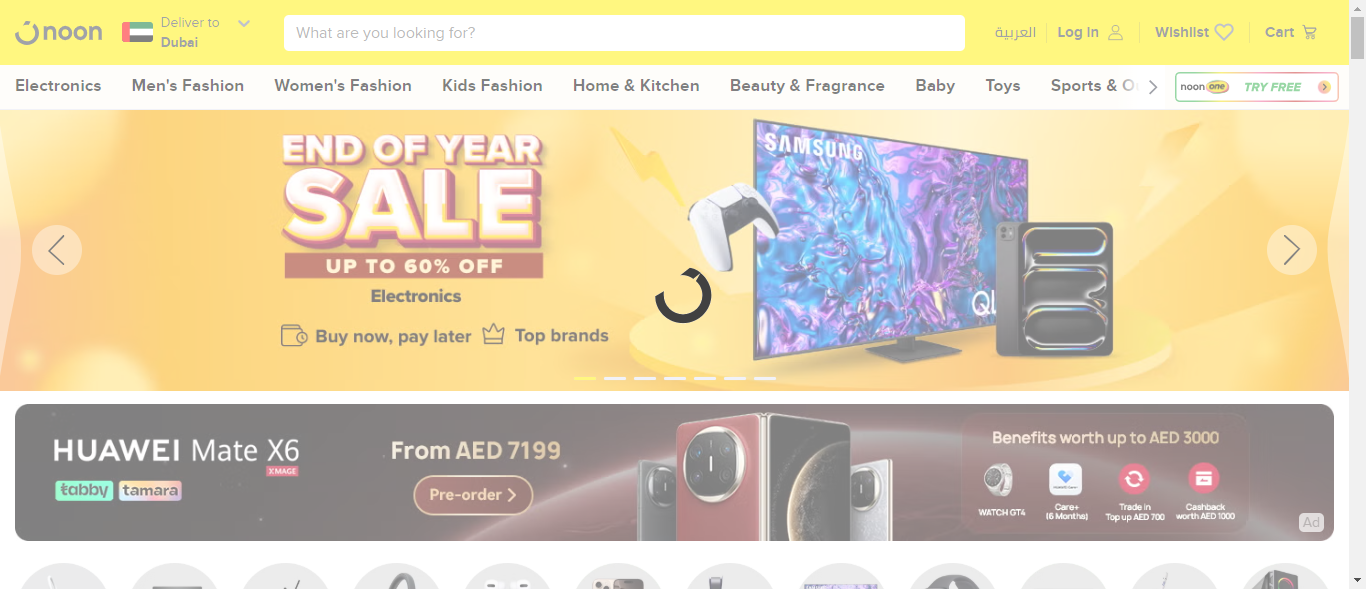 noon
Deliver to
Dubai
What are you looking for?
العربية
Log In
Wishlist
Cart
Electronics
Men's Fashion
Women's Fashion
Kids Fashion
Home & Kitchen
Beauty & Fragrance
Baby
Toys
Sports &
noon one
TRY FREE
END OF YEAR
SALE
UP TO 60% OFF
Electronics
Buy now, pay later
Top brands
SAMSUNG
QL
HUAWEI Mate X6
XMAGE
tabby
tamara
From AED 7199
Pre-order
Benefits worth up to AED 3000
WATCH GT4
Care+
(6 Months)
Trade in
Top up AED 700
Cashback
worth AED 1000
Ad